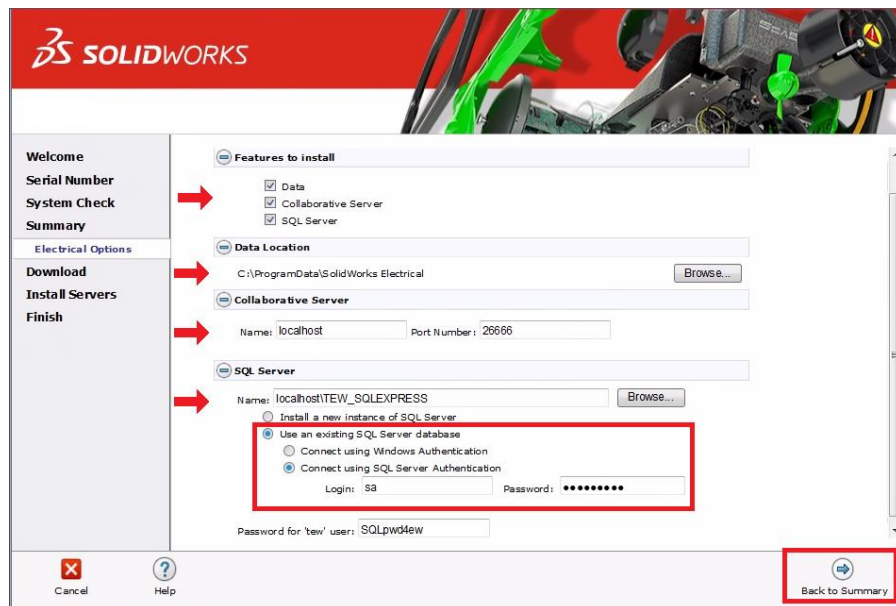 SOLIDWORKS
Welcome
Serial Number
System Check
Summary
Electrical Options
Download
Install Servers
Finish
Features to install
Data
Collaborative Server
SQL Server
Data Location
C:\ProgramData\SolidWorks Electrical Browse...
Collaborative Server
Name: localhost Port Number: 26666
SQL Server
Name: localhost\TEW_SQLEXPRESS Browse...
Install a new instance of SQL Server
Use an existing SQL Server database
Connect using Windows Authentication
Connect using SQL Server Authentication
Login: sa Password: •••••••••
Password for 'tew' user: SQLpwd4ew
Cancel Help Back to Summary